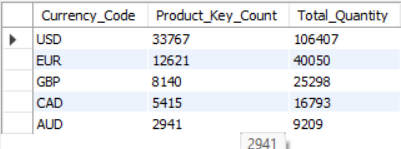 Currency_Code Product_Key_Count Total_Quantity
USD 33767 106407
EUR 12621 40050
GBP 8140 25298
CAD 5415 16793
AUD 2941 9209
2941